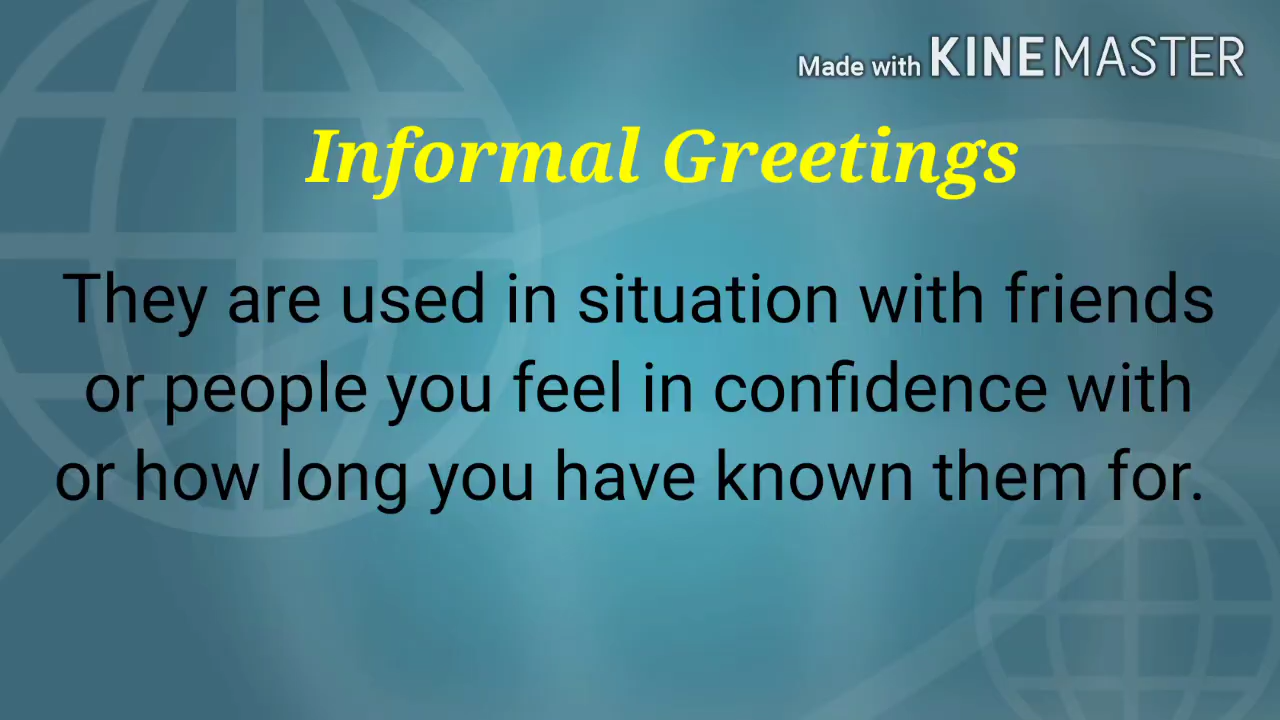 Made with KINEMASTER
Informal Greetings
They are used in situation with friends
or people you feel in confidence with
or how long you have known them for.